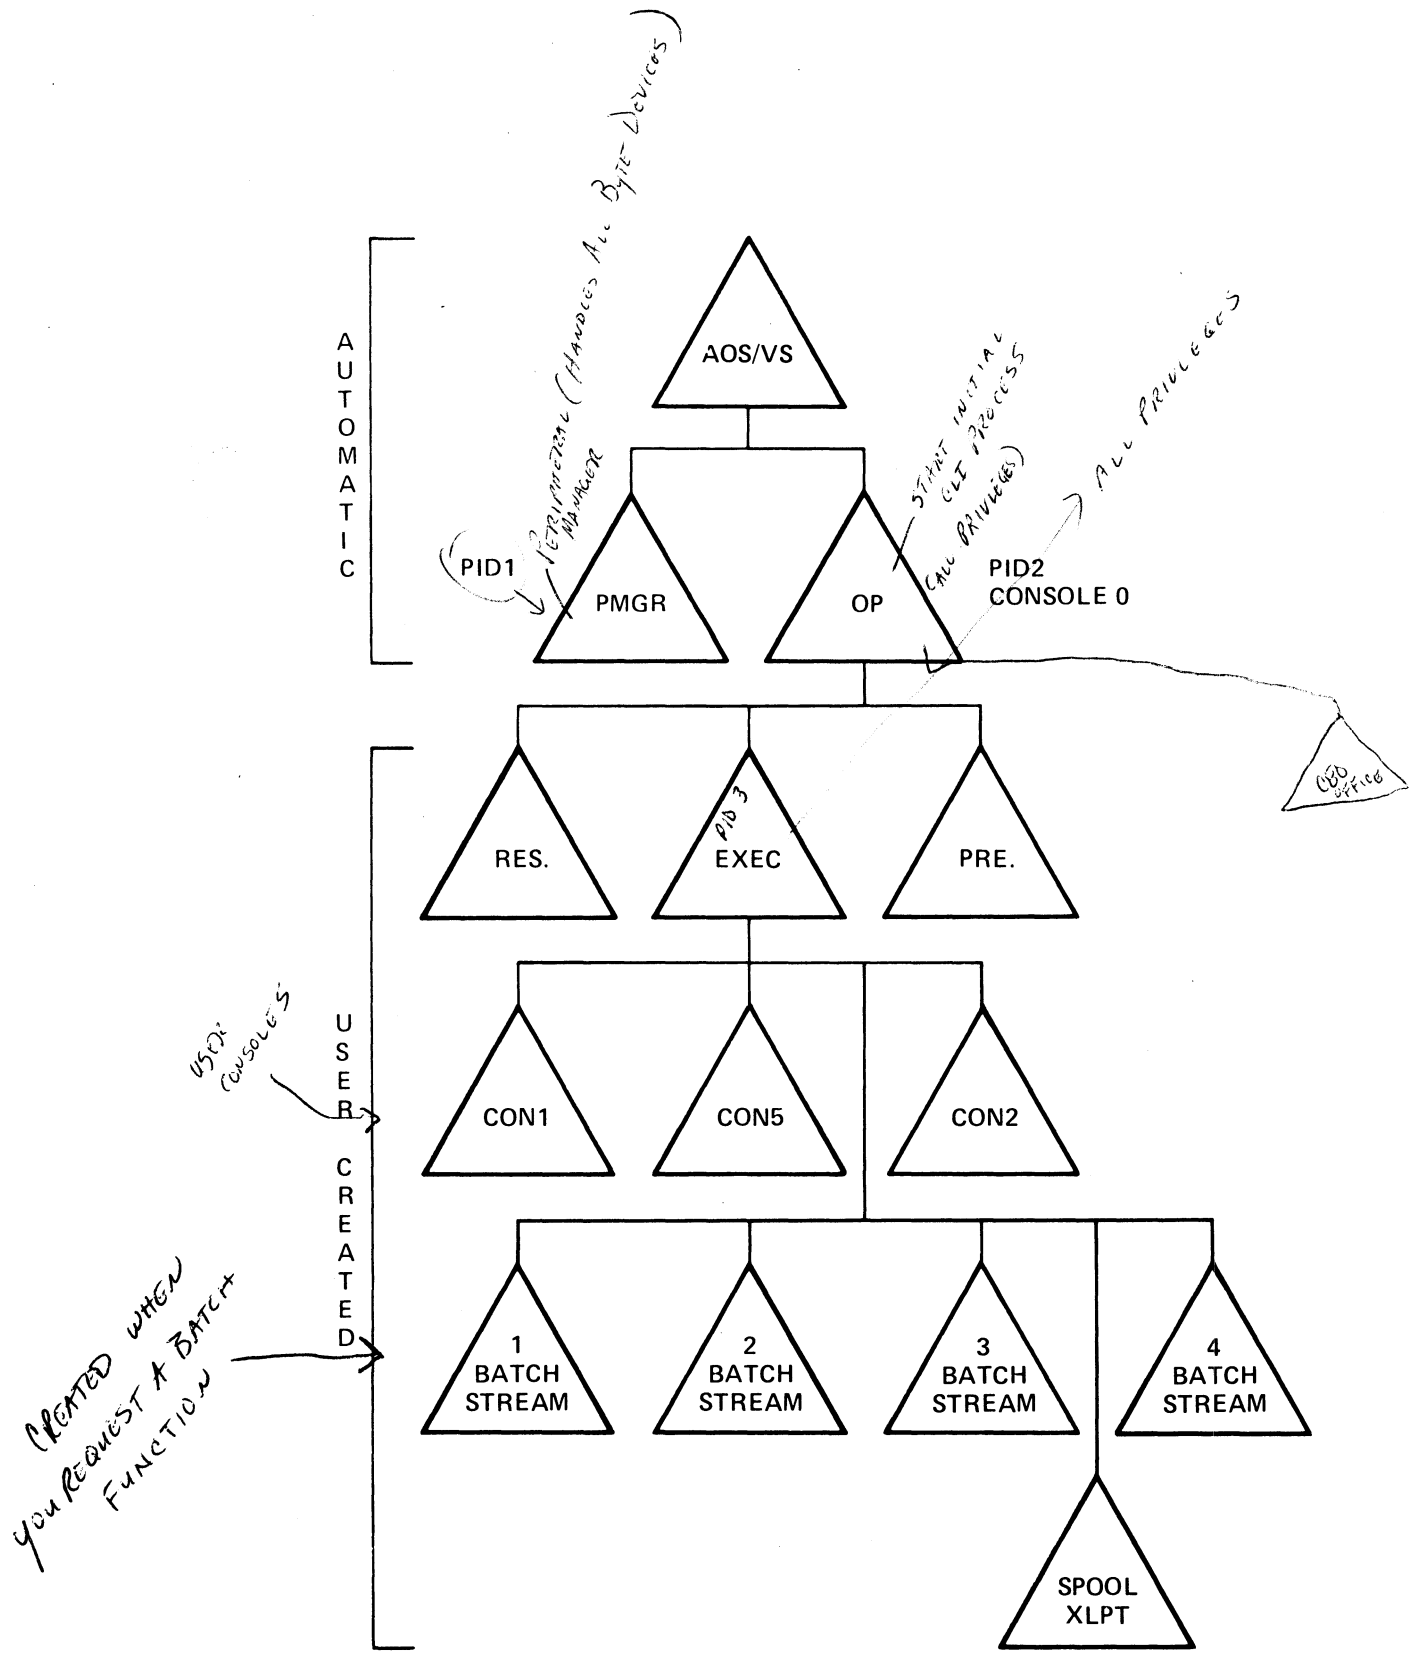 PERIPHERAL (HANDLES ALL BYTE DEVICES)
MANAGER
AUTOMATIC
AOS/VS
START INITIAL
CLI PROCESS
(ALL PRIVLEGES)
ALL PRIVLEGES
PID1
PMGR
OP
PID2
CONSOLE 0
CEO
OFFICE
RES.
PID 3
EXEC
PRE.
USER
CONSOLES
USER CREATED
CON1
CON5
CON2
CREATED WHEN
YOU REQUEST A BATCH
FUNCTION
1
BATCH
STREAM
2
BATCH
STREAM
3
BATCH
STREAM
4
BATCH
STREAM
SPOOL
XLPT